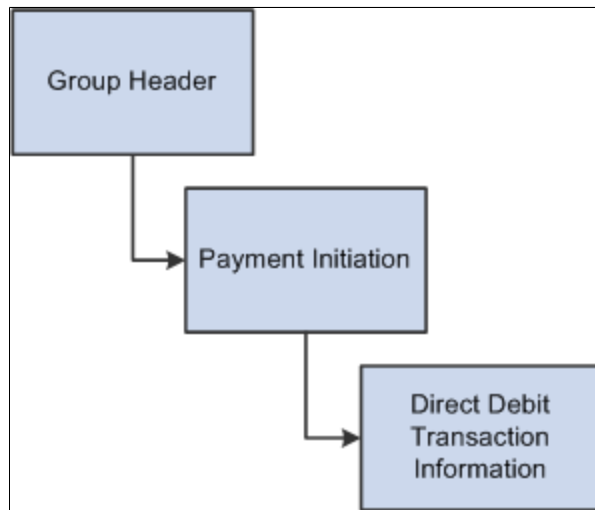 Group Header
Payment Initiation
Direct Debit
Transaction
Information